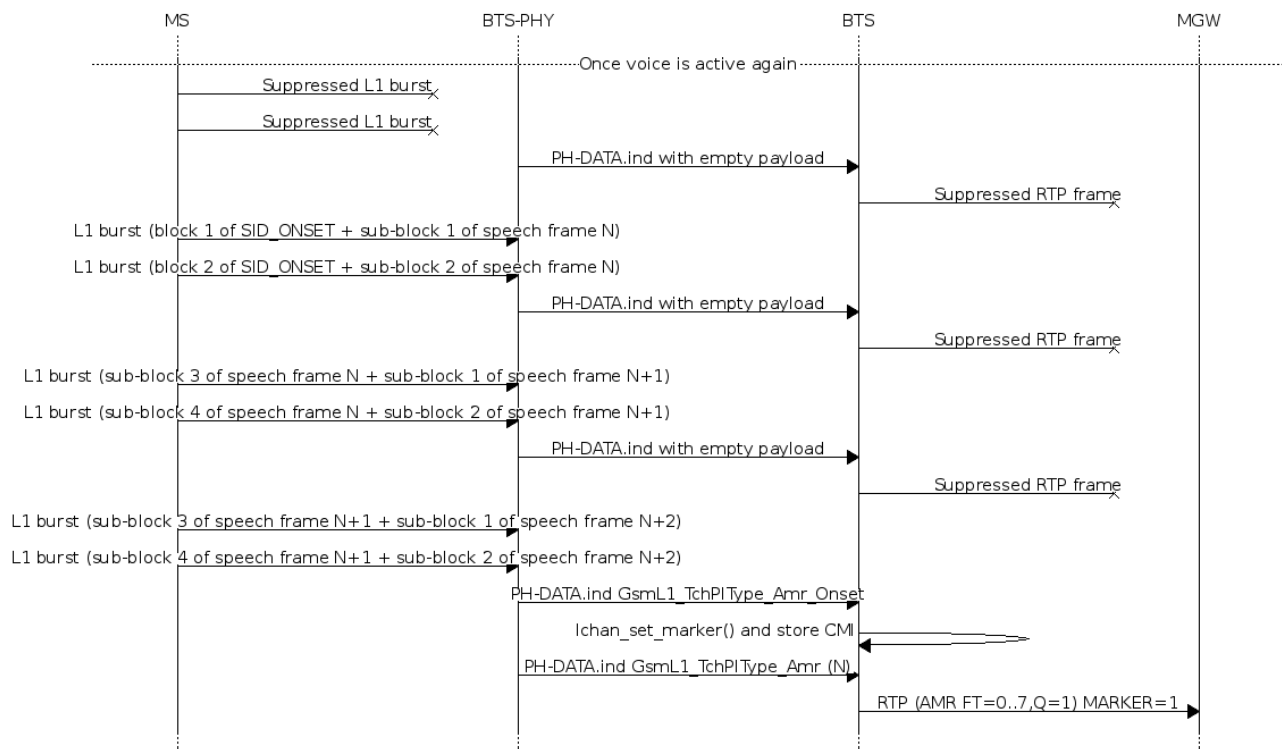 MS
BTS-PHY
BTS
MGW
Once voice is active again
Suppressed L1 burst
Suppressed L1 burst
PH-DATA.ind with empty payload
Suppressed RTP frame
L1 burst (block 1 of SID_ONSET + sub-block 1 of speech frame N)
L1 burst (block 2 of SID_ONSET + sub-block 2 of speech frame N)
PH-DATA.ind with empty payload
Suppressed RTP frame
L1 burst (sub-block 3 of speech frame N + sub-block 1 of speech frame N+1)
L1 burst (sub-block 4 of speech frame N + sub-block 2 of speech frame N+1)
PH-DATA.ind with empty payload
Suppressed RTP frame
L1 burst (sub-block 3 of speech frame N+1 + sub-block 1 of speech frame N+2)
L1 burst (sub-block 4 of speech frame N+1 + sub-block 2 of speech frame N+2)
PH-DATA.ind GsmL1_TchPlType_Amr_Onset
lchan_set_marker() and store CMI
PH-DATA.ind GsmL1_TchPlType_Amr (N)
RTP (AMR FT=0..7,Q=1) MARKER=1